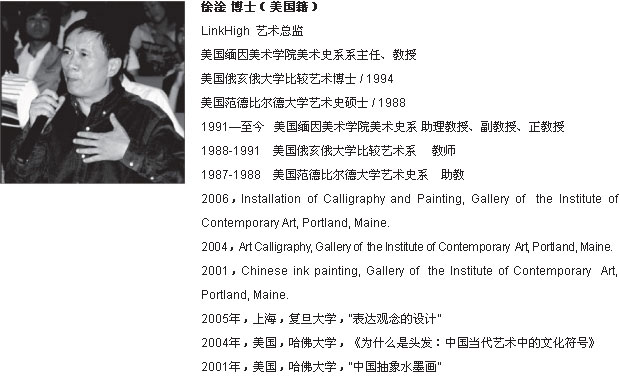 徐淦 博士（美国籍）
LinkHigh 艺术总监
美国缅因美术学院美术史系系主任、教授
美国俄亥俄大学比较艺术博士 / 1994
美国范德比尔德大学艺术史硕士 / 1988
1991—至今 美国缅因美术学院美术史系 助理教授、副教授、正教授
1988-1991 美国俄亥俄大学比较艺术系 教师
1987-1988 美国范德比尔德大学艺术史系 助教
2006，Installation of Calligraphy and Painting, Gallery of the Institute of
Contemporary Art, Portland, Maine.
2004，Art Calligraphy, Gallery of the Institute of Contemporary Art, Portland, Maine.
2001，Chinese ink painting, Gallery of the Institute of Contemporary Art,
Portland, Maine.
2005年，上海，复旦大学，"表达观念的设计"
2004年，美国，哈佛大学，《为什么是头发：中国当代艺术中的文化符号》
2001年，美国，哈佛大学，"中国抽象水墨画"